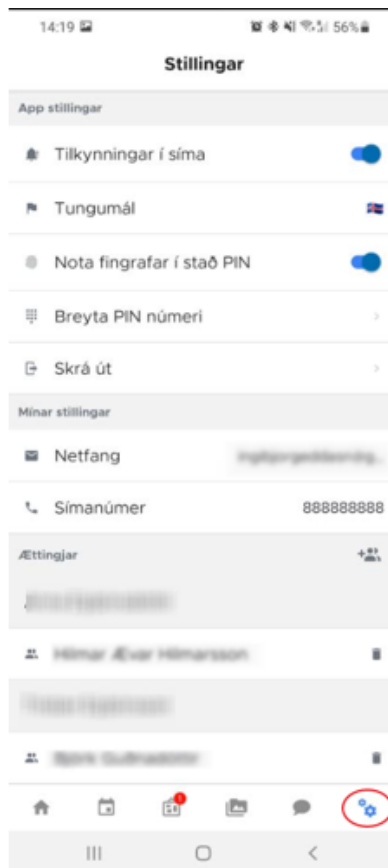 14:19 56%
Stillingar
App stillingar
Tilkynningar í síma
Tungumál
Nota fingrafar í stað PIN
Breyta PIN númeri
Skrá út
Mínar stillingar
Netfang
Símanúmer 888888888
Ættingjar
1